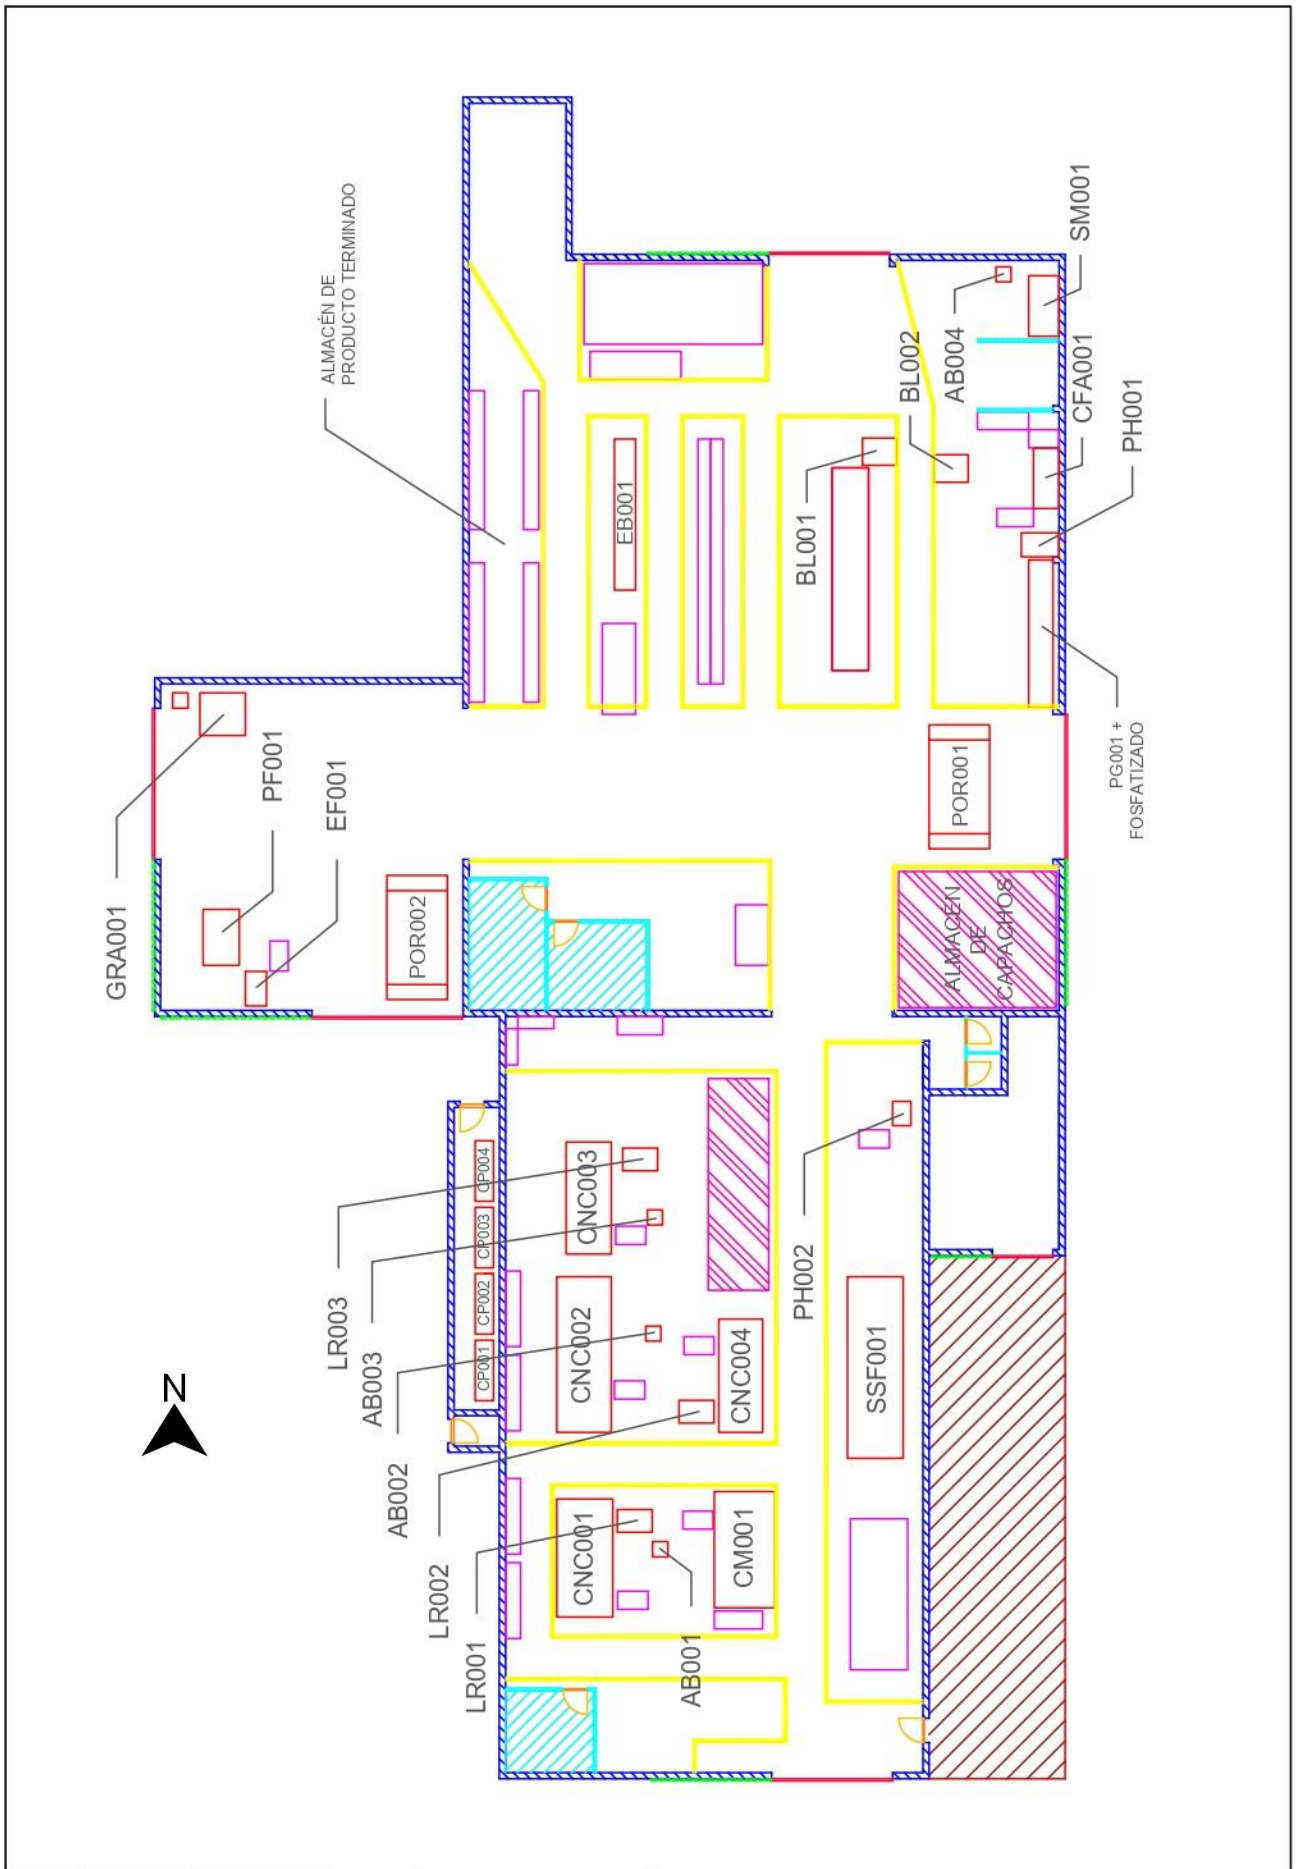 ALMACÉN DE
PRODUCTO TERMINADO
SM001
AB004
BL002
CFA001
PH001
EB001
BL001
PG001 +
FOSFATIZADO
GRA001
PF001
EF001
POR002
POR001
ALMACEN
DE
CAPACHOS
CP004
CP003
CP002
CP001
CNC003
LR003
AB003
CNC002
CNC004
PH002
SSF001
N
AB002
LR002
LR001
CNC001
CM001
AB001